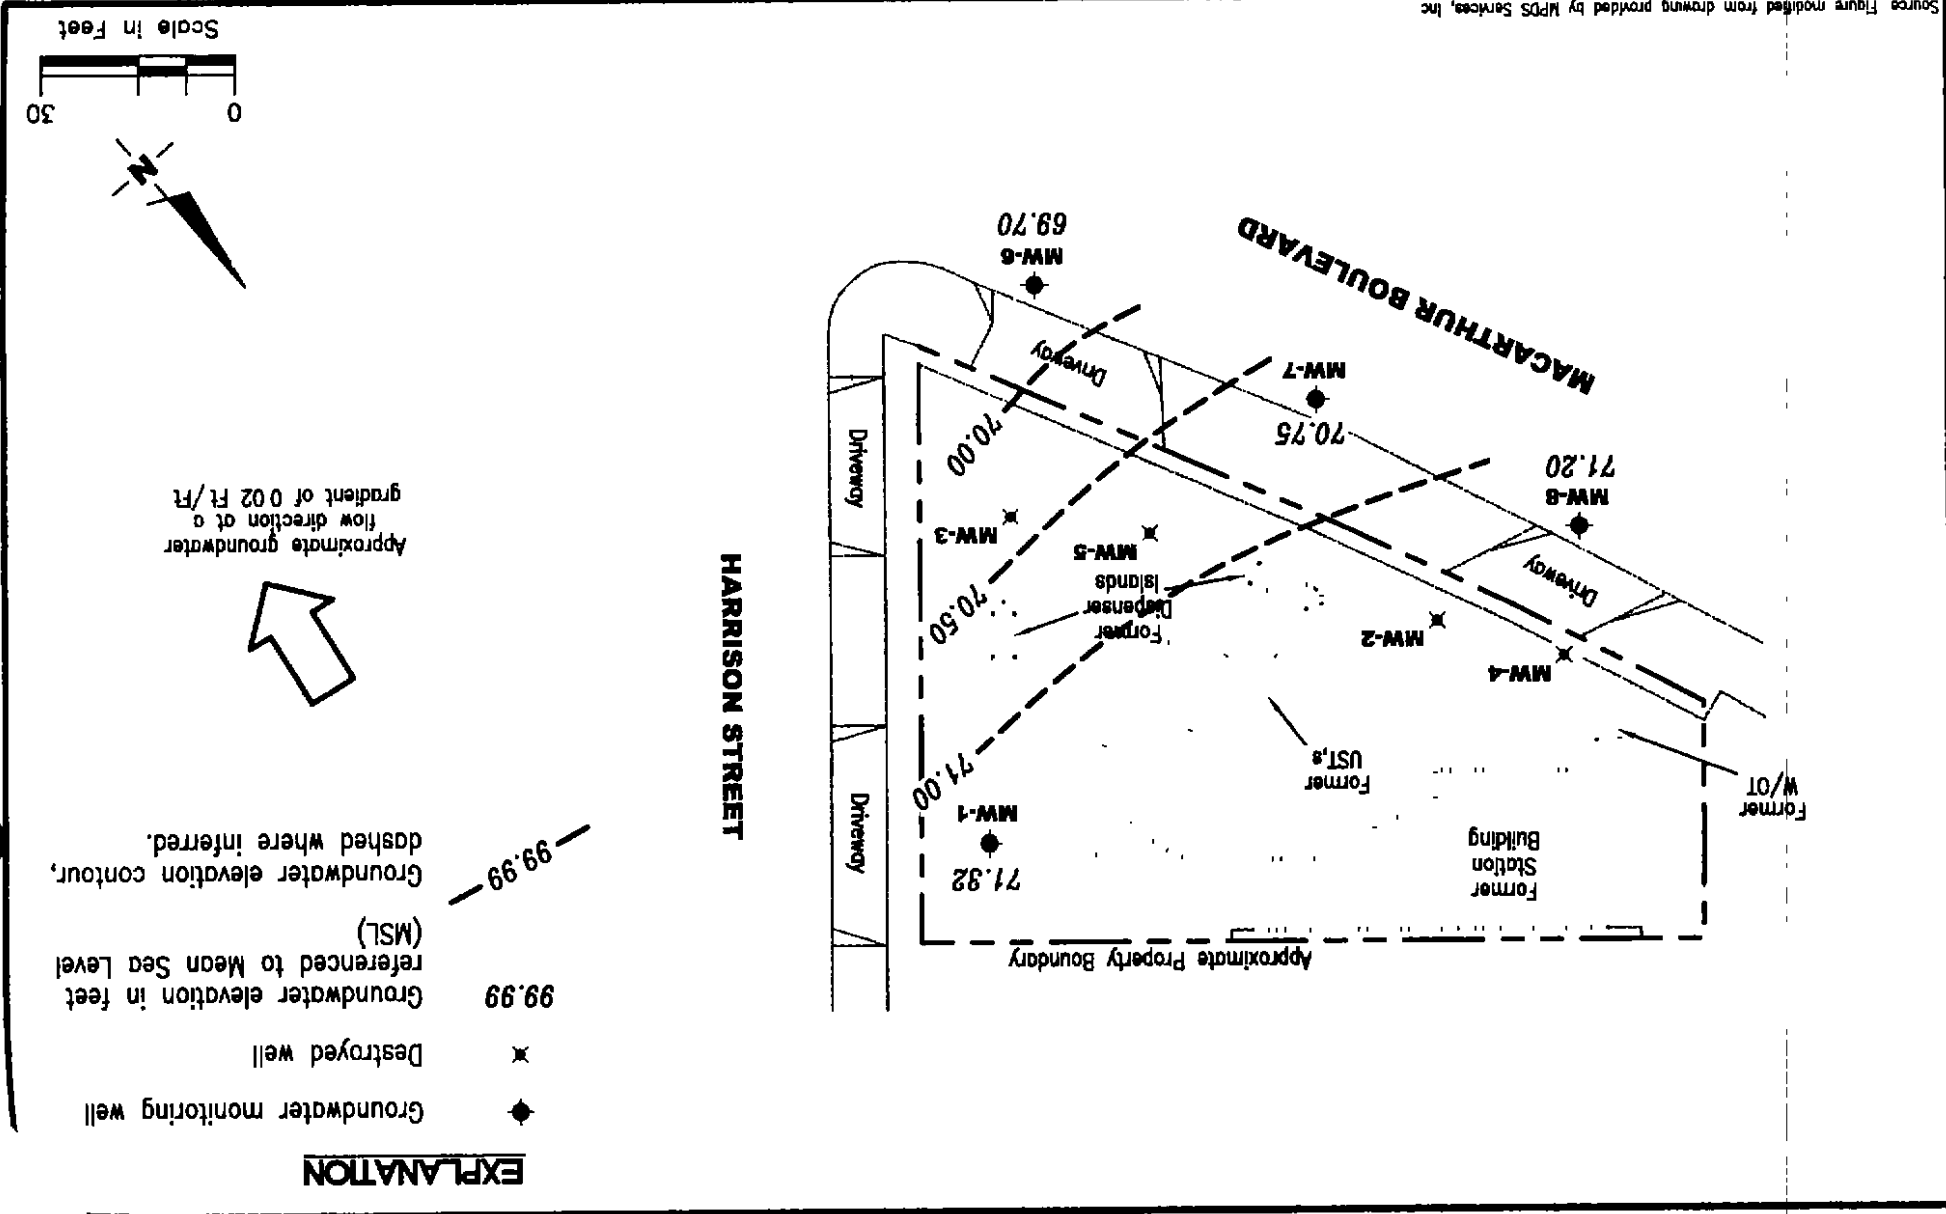 EXPLANATION
Groundwater monitoring well
Destroyed well
99.99
Groundwater elevation in feet
referenced to Mean Sea Level
(MSL)
99.99
Groundwater elevation, contour,
dashed where inferred.
Approximate groundwater
flow direction at a
gradient of 0.02 Ft/Ft
N
0
30
Scale in Feet
Approximate Property Boundary
Former
Station
Building
71.32
MW-1
Former
W/OT
Former
UST's
71.00
MW-4
MW-2
Former
Dispenser
Islands
70.50
MW-5
MW-3
Driveway
Driveway
HARRISON STREET
Driveway
MW-8
71.20
70.00
70.75
MW-7
Driveway
MACARTHUR BOULEVARD
MW-6
69.70
Source Figure modified from drawing provided by MPDS Services, Inc